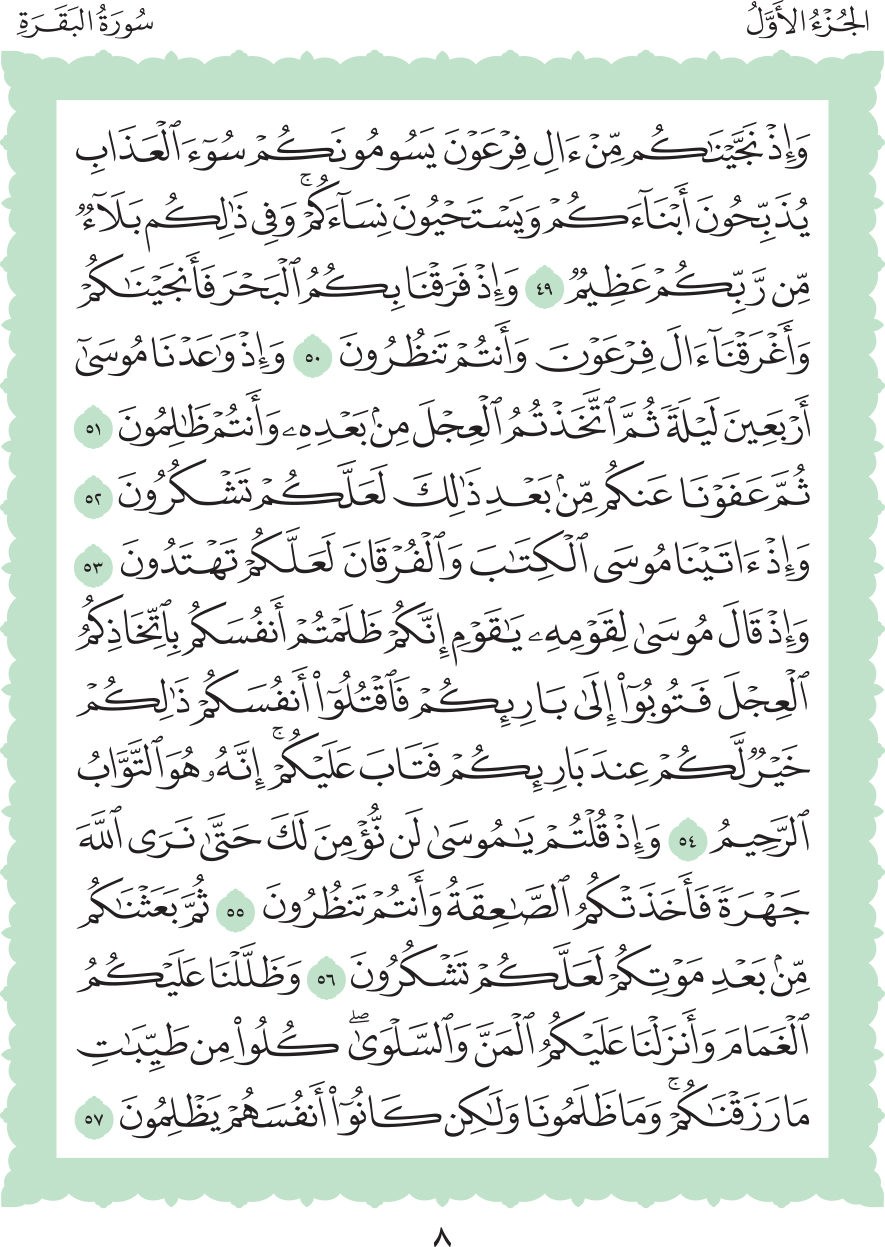 الجُزْءُ الأَوَّلُ
سُورَةُ البَقَرَةِ
وَإِذۡ نَجَّيۡنَٰكُم مِّنۡ ءَالِ فِرۡعَوۡنَ يَسُومُونَكُمۡ سُوٓءَ ٱلۡعَذَابِ
يُذَبِّحُونَ أَبۡنَآءَكُمۡ وَيَسۡتَحۡيُونَ نِسَآءَكُمۡۚ وَفِي ذَٰلِكُم بَلَآءٞ
مِّن رَّبِّكُمۡ عَظِيمٞ ٤٩ وَإِذۡ فَرَقۡنَا بِكُمُ ٱلۡبَحۡرَ فَأَنجَيۡنَٰكُمۡ
وَأَغۡرَقۡنَآ ءَالَ فِرۡعَوۡنَ وَأَنتُمۡ تَنظُرُونَ ٥٠ وَإِذۡ وَٰعَدۡنَا مُوسَىٰٓ
أَرۡبَعِينَ لَيۡلَةٗ ثُمَّ ٱتَّخَذۡتُمُ ٱلۡعِجۡلَ مِنۢ بَعۡدِهِۦ وَأَنتُمۡ ظَٰلِمُونَ ٥١
ثُمَّ عَفَوۡنَا عَنكُم مِّنۢ بَعۡدِ ذَٰلِكَ لَعَلَّكُمۡ تَشۡكُرُونَ ٥٢
وَإِذۡ ءَاتَيۡنَا مُوسَى ٱلۡكِتَٰبَ وَٱلۡفُرۡقَانَ لَعَلَّكُمۡ تَهۡتَدُونَ ٥٣
وَإِذۡ قَالَ مُوسَىٰ لِقَوۡمِهِۦ يَٰقَوۡمِ إِنَّكُمۡ ظَلَمۡتُمۡ أَنفُسَكُم بِٱتِّخَاذِكُمُ
ٱلۡعِجۡلَ فَتُوبُوٓاْ إِلَىٰ بَارِئِكُمۡ فَٱقۡتُلُوٓاْ أَنفُسَكُمۡ ذَٰلِكُمۡ
خَيۡرٞ لَّكُمۡ عِندَ بَارِئِكُمۡ فَتَابَ عَلَيۡكُمۡۚ إِنَّهُۥ هُوَ ٱلتَّوَّابُ
ٱلرَّحِيمُ ٥٤ وَإِذۡ قُلۡتُمۡ يَٰمُوسَىٰ لَن نُّؤۡمِنَ لَكَ حَتَّىٰ نَرَى ٱللَّهَ
جَهۡرَةٗ فَأَخَذَتۡكُمُ ٱلصَّٰعِقَةُ وَأَنتُمۡ تَنظُرُونَ ٥٥ ثُمَّ بَعَثۡنَٰكُم
مِّنۢ بَعۡدِ مَوۡتِكُمۡ لَعَلَّكُمۡ تَشۡكُرُونَ ٥٦ وَظَلَّلۡنَا عَلَيۡكُمُ
ٱلۡغَمَامَ وَأَنزَلۡنَا عَلَيۡكُمُ ٱلۡمَنَّ وَٱلسَّلۡوَىٰۖ كُلُواْ مِن طَيِّبَٰتِ
مَا رَزَقۡنَٰكُمۡۚ وَمَا ظَلَمُونَا وَلَٰكِن كَانُوٓاْ أَنفُسَهُمۡ يَظۡلِمُونَ ٥٧
٨